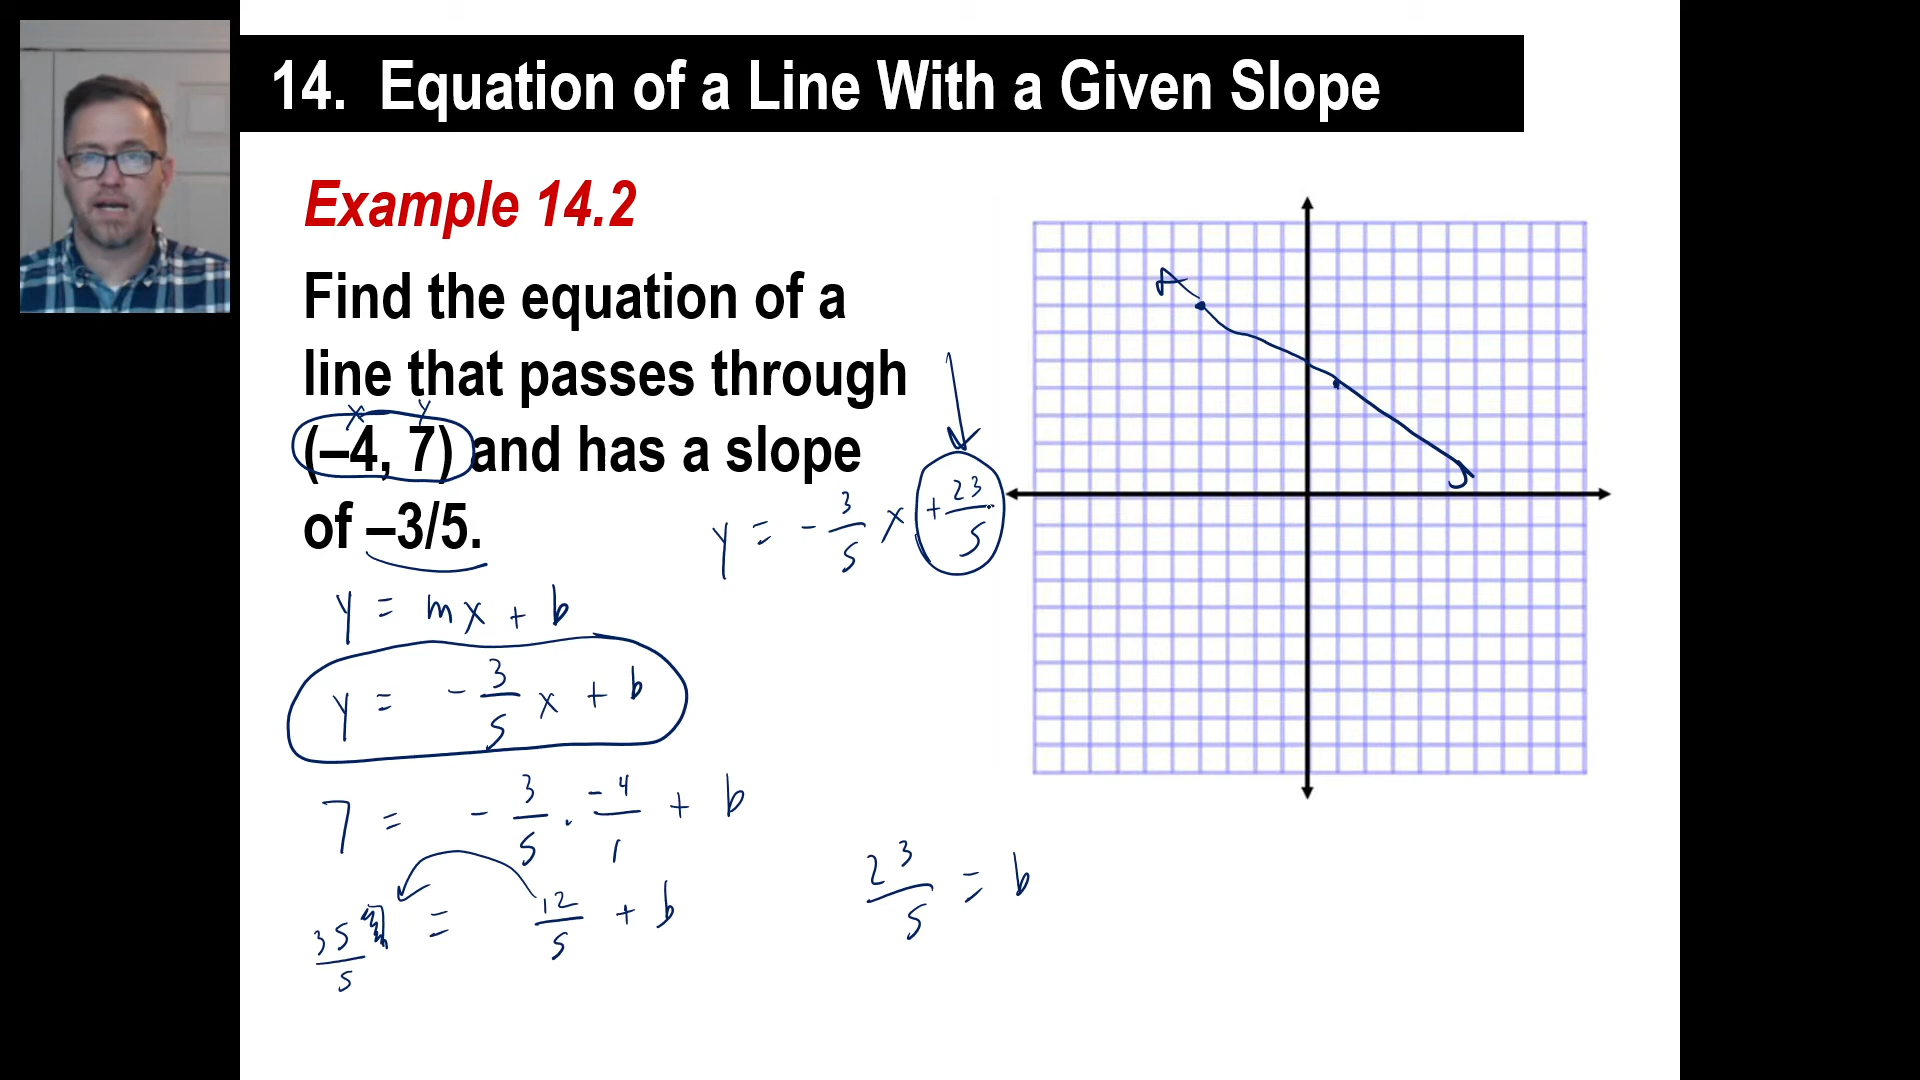 14. Equation of a Line With a Given Slope
Example 14.2
Find the equation of a
line that passes through
x y
(–4, 7) and has a slope
of –3/5.
y = - 3/5 x + 23/5
y = mx + b
y = - 3/5 x + b
7 = - 3/5 · -4/1 + b
35/5 = 12/5 + b
23/5 = b